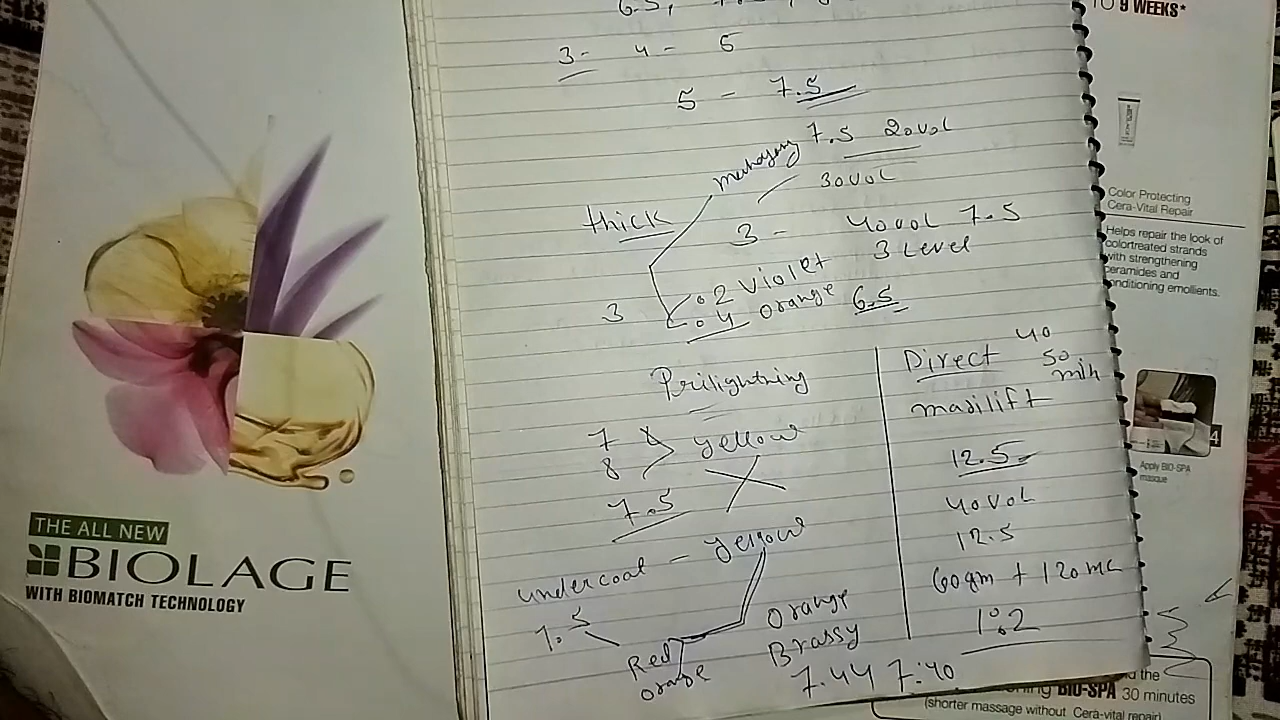 THE ALL NEW
BIOLAGE
WITH BIOMATCH TECHNOLOGY
6.5,
3- 4- 5
5 - 7.5
mahogany 7.5 20vol
30vol
thick
3 - 40vol 7.5
3 Level
3
.2 violet
.4 orange 6.5
Prilightning
7
8 yellow
7.5
undercoat - yellow
7.5
Red
orange
orange
Brassy
7.44 7.40
Direct 40
50
min
majilift
12.5
40vol
12.5
60gm + 120ml
1:2
TO 9 WEEKS*
Color Protecting
Cera-Vital Repair
Helps repair the look of
colortreated strands
with strengthening
ceramides and
conditioning emollients.
4
Apply BIO-SPA
masque
the
BIO-SPA 30 minutes
(shorter massage without Cera-vital repair)